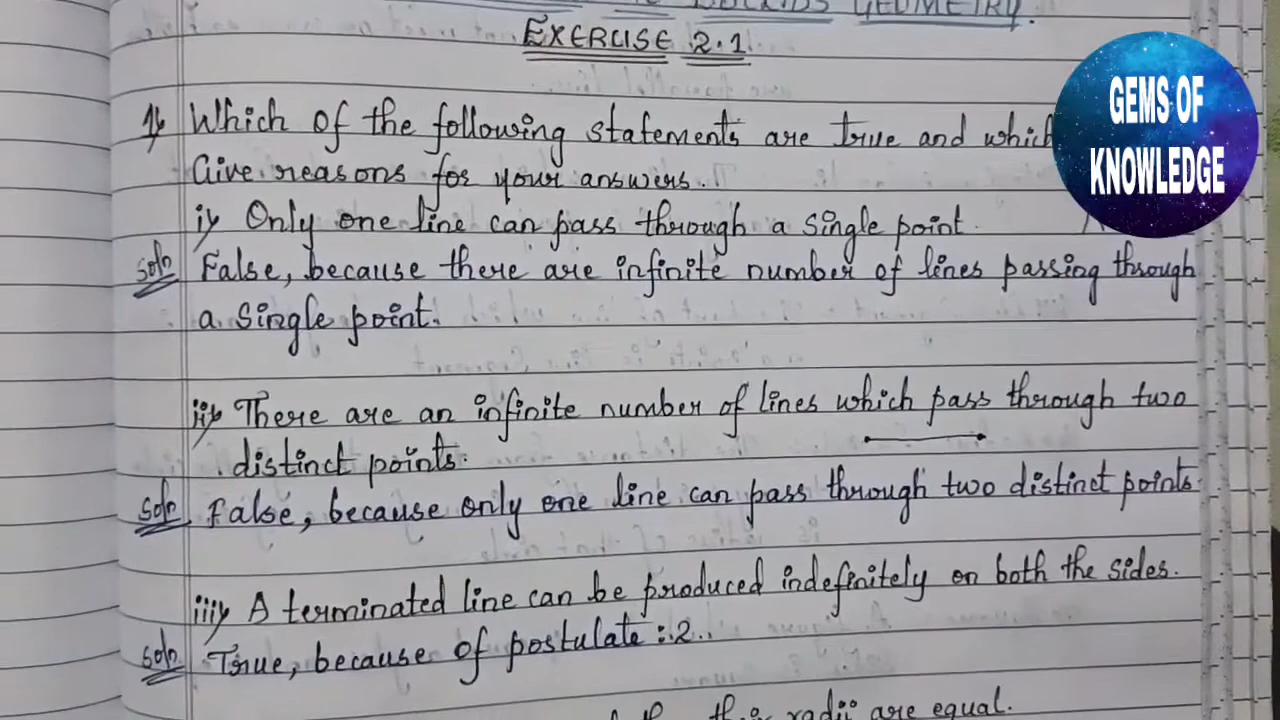 EUCLIDS GEOMETRY.
EXERCISE 2.1
1) Which of the following statements are true and which
Give reasons for your answers.
i) Only one line can pass through a single point.
Soln False, because there are infinite number of lines passing through
a single point.
ii) There are an infinite number of lines which pass through two
distinct points.
Soln False, because only one line can pass through two distinct points.
iii) A terminated line can be produced indefinitely on both the sides.
Soln True, because of postulate :2..
radii are equal.
GEMS OF
KNOWLEDGE